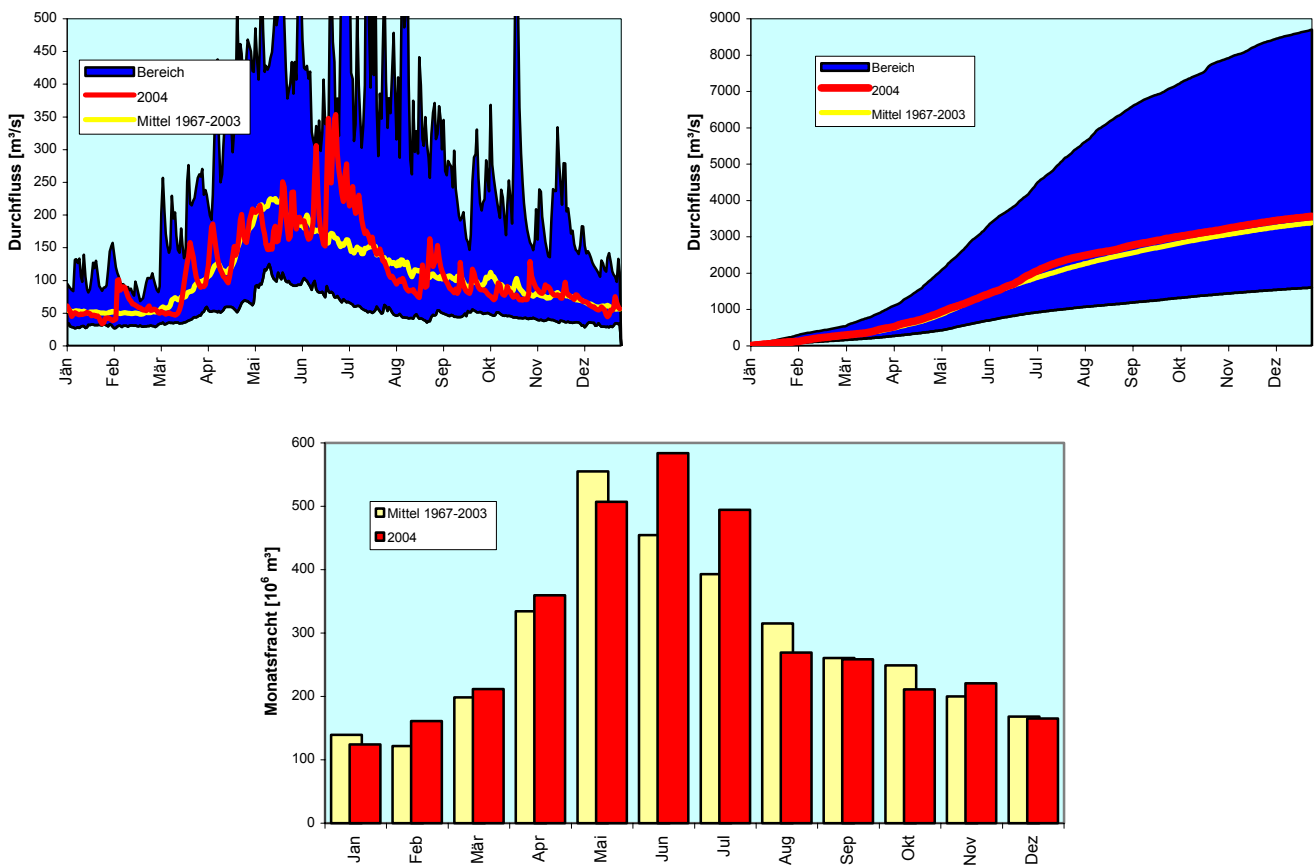 500
450
400
350
300
250
200
150
100
50
0
Durchfluss [m³/s]
Bereich
2004
Mittel 1967-2003
Jän
Feb
Mär
Apr
Mai
Jun
Jul
Aug
Sep
Okt
Nov
Dez
9000
8000
7000
6000
5000
4000
3000
2000
1000
0
Durchfluss [m³/s]
Bereich
2004
Mittel 1967-2003
Jän
Feb
Mär
Apr
Mai
Jun
Jul
Aug
Sep
Okt
Nov
Dez
600
500
400
300
200
100
0
Monatsfracht [10⁶ m³]
Mittel 1967-2003
2004
Jan
Feb
Mär
Apr
Mai
Jun
Jul
Aug
Sep
Okt
Nov
Dez